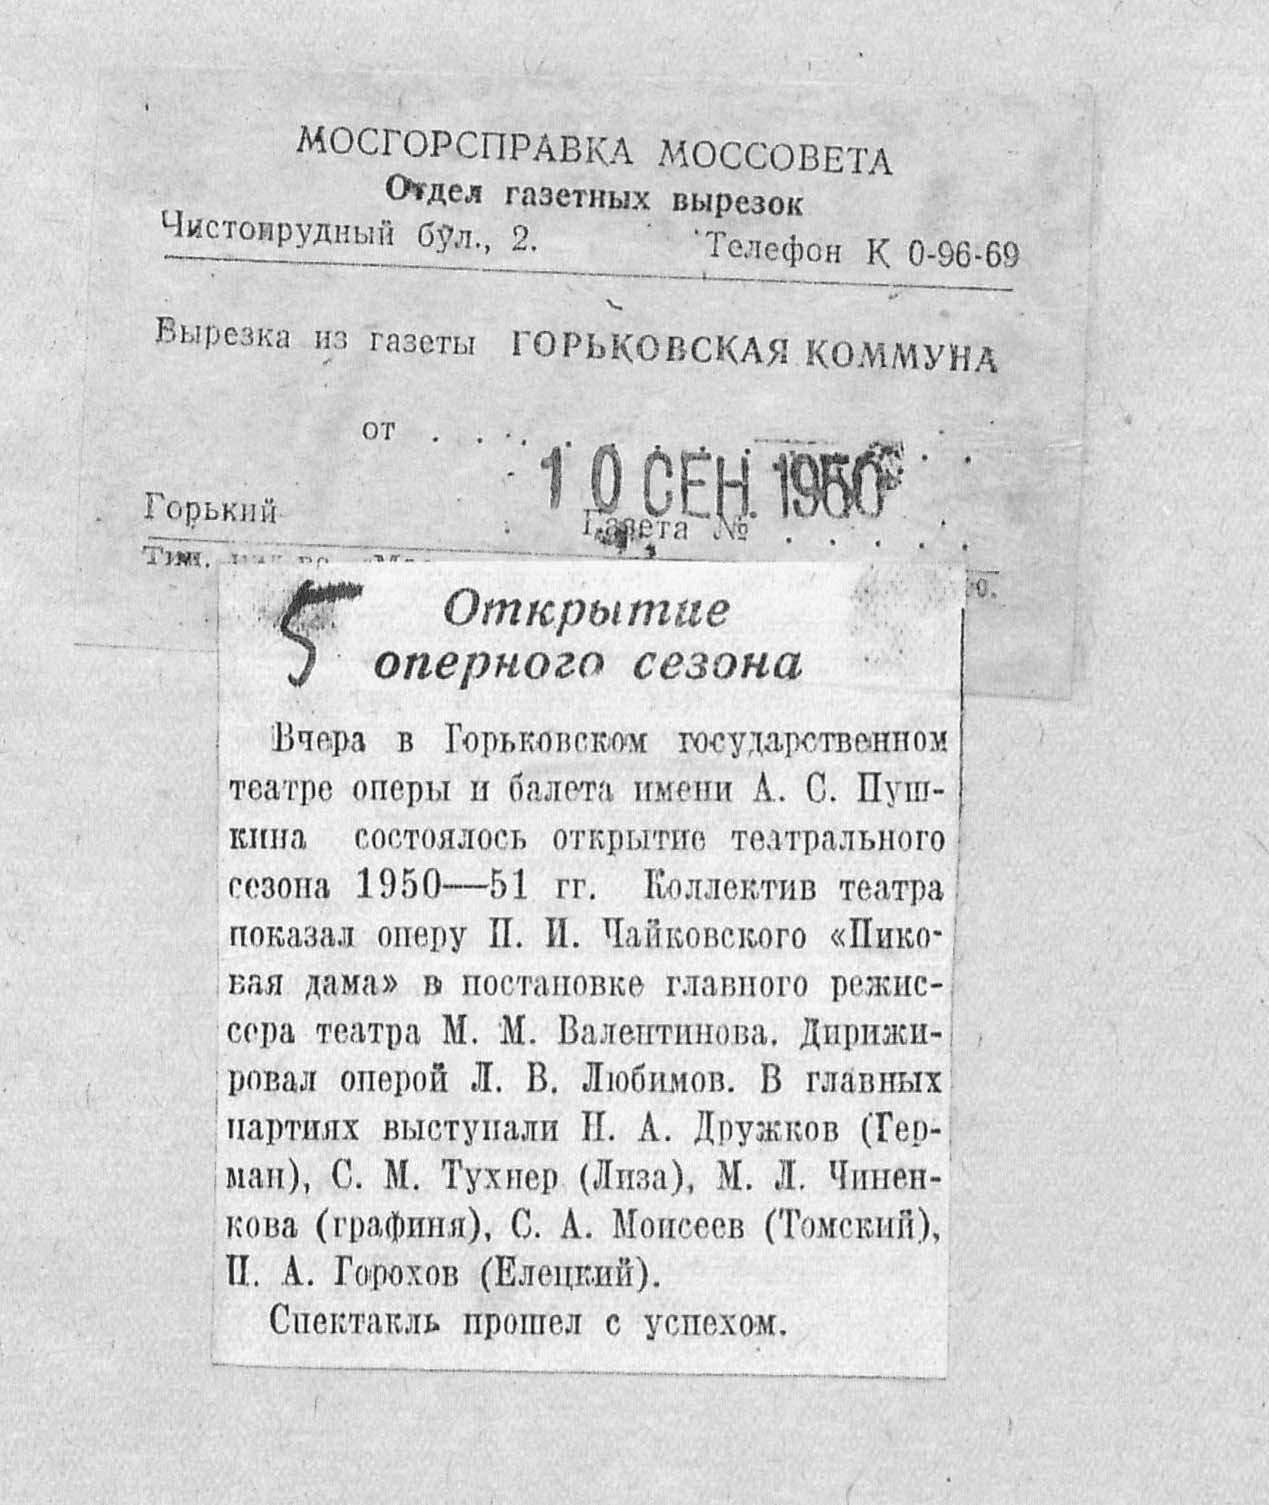 МОСГОРСПРАВКА МОССОВЕТА
Отдел газетных вырезок
Чистопрудный бул., 2. Телефон К 0-96-69
Вырезка из газеты ГОРЬКОВСКАЯ КОММУНА
от . . . .
10 СЕН. 1950
Горький Газета № . . . . .
Тип.
5 Открытие
оперного сезона
Вчера в Горьковском государственном
театре оперы и балета имени А. С. Пуш-
кина состоялось открытие театрального
сезона 1950—51 гг. Коллектив театра
показал оперу П. И. Чайковского «Пико-
вая дама» в постановке главного режис-
сера театра М. М. Валентинова. Дирижи-
ровал оперой Л. В. Любимов. В главных
партиях выступали Н. А. Дружков (Гер-
ман), С. М. Тухнер (Лиза), М. Л. Чинен-
кова (графиня), С. А. Моисеев (Томский),
П. А. Горохов (Елецкий).
Спектакль прошел с успехом.